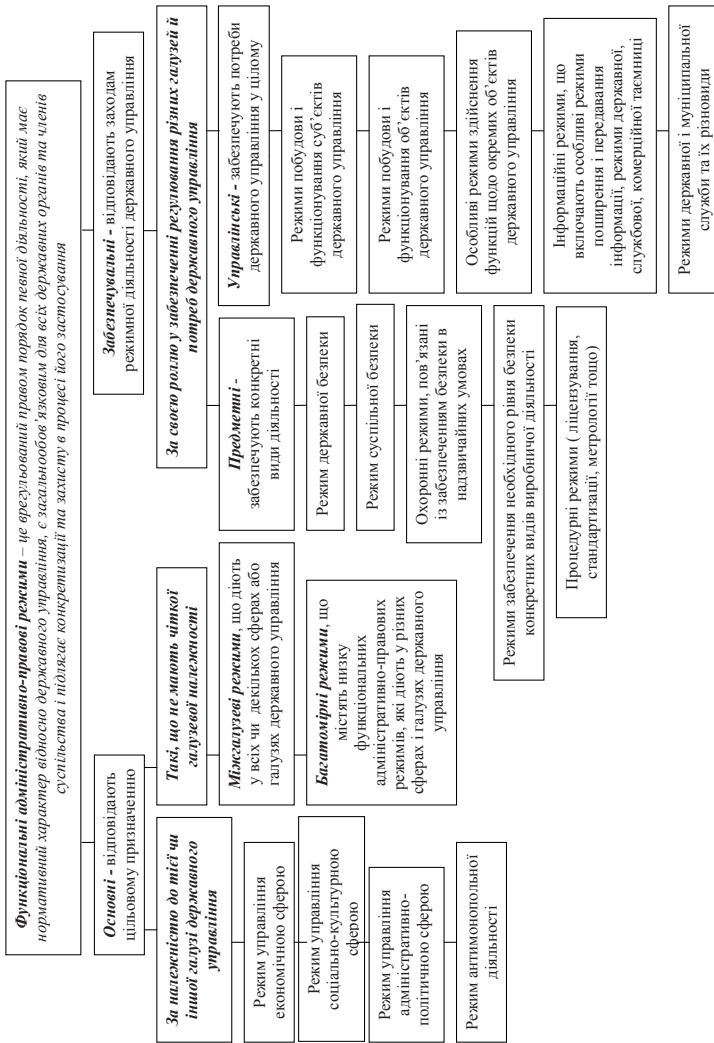 Функціональні адміністративно-правові режими – це врегульований правом порядок певної діяльності, який має
нормативний характер відносно державного управління, є загальнообов’язковим для всіх державних органів та членів
суспільства і підлягає конкретизації та захисту в процесі його застосування
Основні - відповідають
цільовому призначенню
За належністю до тієї чи
іншої галузі державного
управління
Режим управління
економічною сферою
Режим управління
соціально-культурною
сферою
Режим управління
адміністративно-
політичною сферою
Режим антимонопольної
діяльності
Такі, що не мають чіткої
галузевої належності
Міжгалузеві режими, що діють
у всіх чи декількох сферах або
галузях державного управління
Багатомірні режими, що
містять низку
функціональних
адміністративно-правових
режимів, які діють у різних
сферах і галузях державного
управління
Забезпечувальні - відповідають заходам
режимної діяльності державного управління
За своєю роллю у забезпеченні регулювання різних галузей й
потреб державного управління
Предметні -
забезпечують конкретні
види діяльності
Режим державної безпеки
Режим суспільної безпеки
Охоронні режими, пов’язані
із забезпеченням безпеки в
надзвичайних умовах
Режими забезпечення необхідного рівня безпеки
конкретних видів виробничої діяльності
Процедурні режими ( ліцензування,
стандартизації, метрології тощо)
Управлінські - забезпечують потреби
державного управління у цілому
Режими побудови і
функціонування суб’єктів
державного управління
Режими побудови і
функціонування об’єктів
державного управління
Особливі режими здійснення
функцій щодо окремих об’єктів
державного управління
Інформаційні режими, що
включають особливі режими
поширення і передавання
інформації, режими державної,
службової, комерційної таємниці
Режими державної і муніципальної
служби та їх різновиди